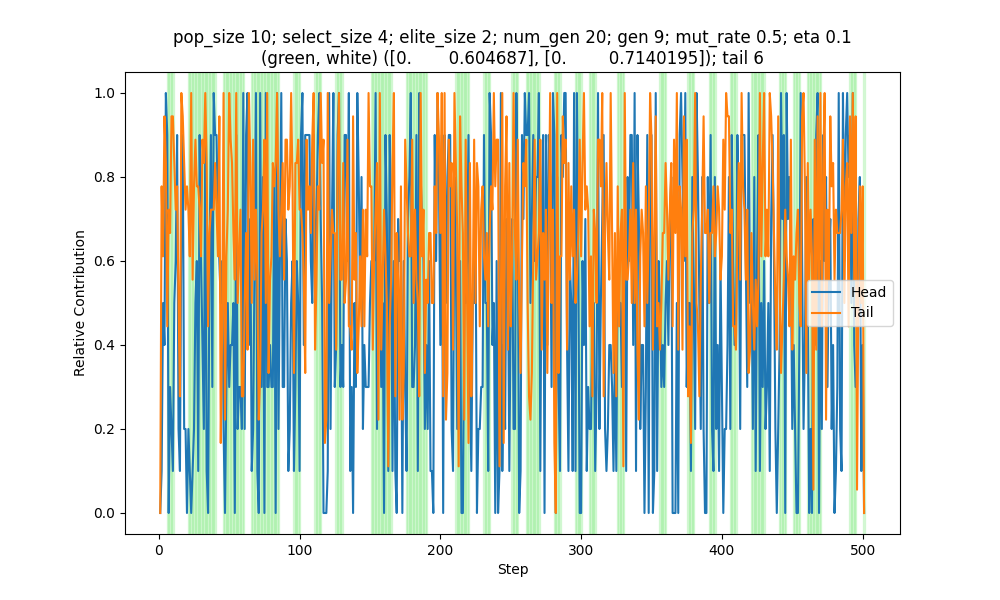 pop_size 10; select_size 4; elite_size 2; num_gen 20; gen 9; mut_rate 0.5; eta 0.1
(green, white) ([0. 0.604687], [0. 0.7140195]); tail 6
Relative Contribution
1.0
0.8
0.6
0.4
0.2
0.0
Head
Tail
0 100 200 300 400 500
Step